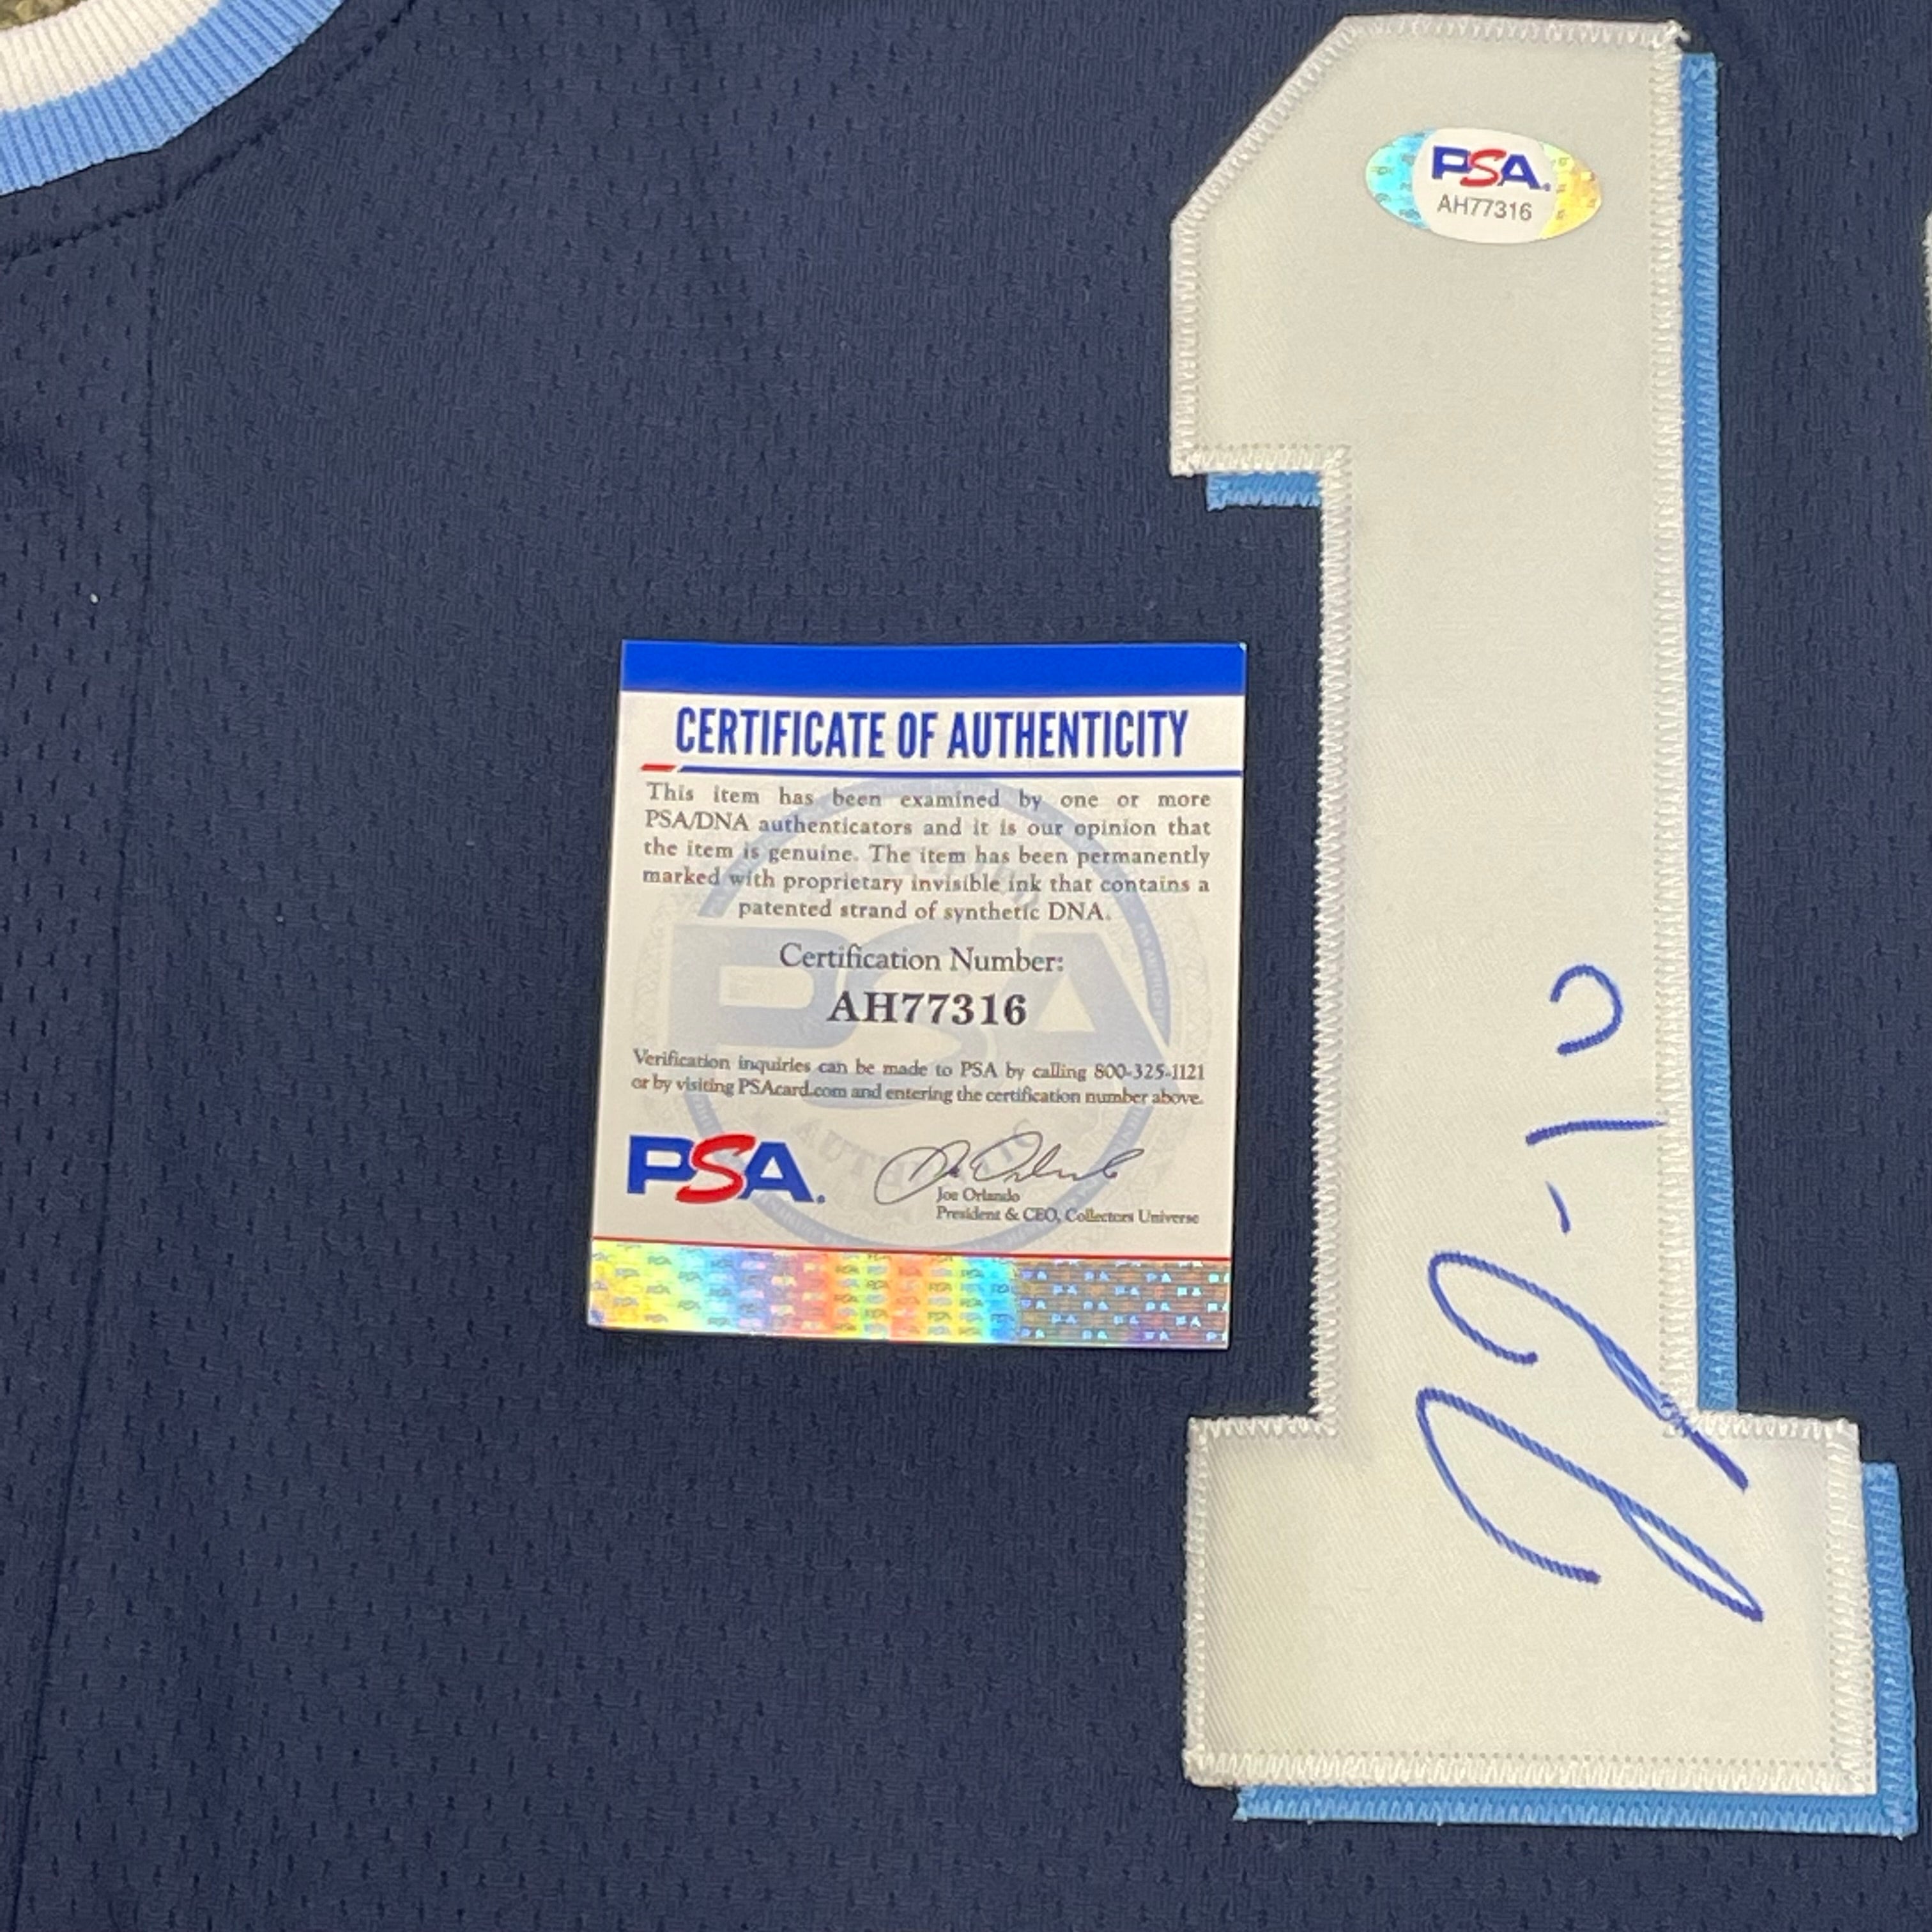 1
PSA
AH77316
CERTIFICATE OF AUTHENTICITY
This item has been examined by one or more
PSA/DNA authenticators and it is our opinion that
the item is genuine. The item has been permanently
marked with proprietary invisible ink that contains a
patented strand of synthetic DNA.
Certification Number:
AH77316
Verification inquiries can be made to PSA by calling 800-325-1121
or by visiting PSAcard.com and entering the certification number above.
PSA.
Joe Orlando
President & CEO, Collectors Universe